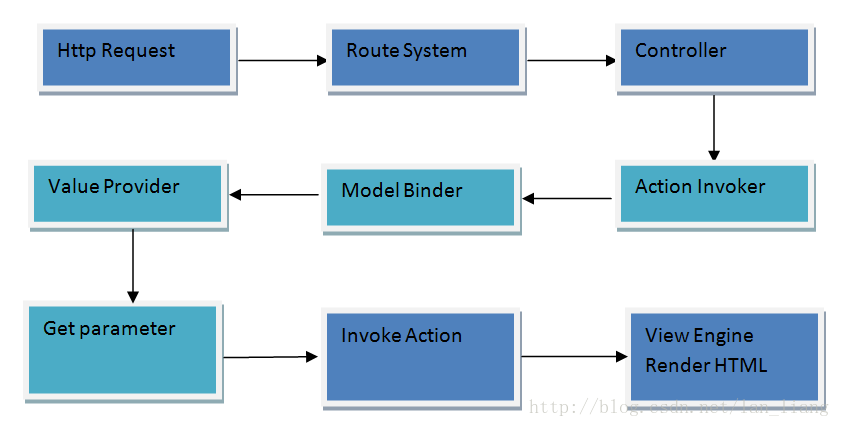 Http Request
Route System
Controller
Action Invoker
Model Binder
Value Provider
Get parameter
Invoke Action
View Engine
Render HTML
http://blog.csdn.net/lan_liang